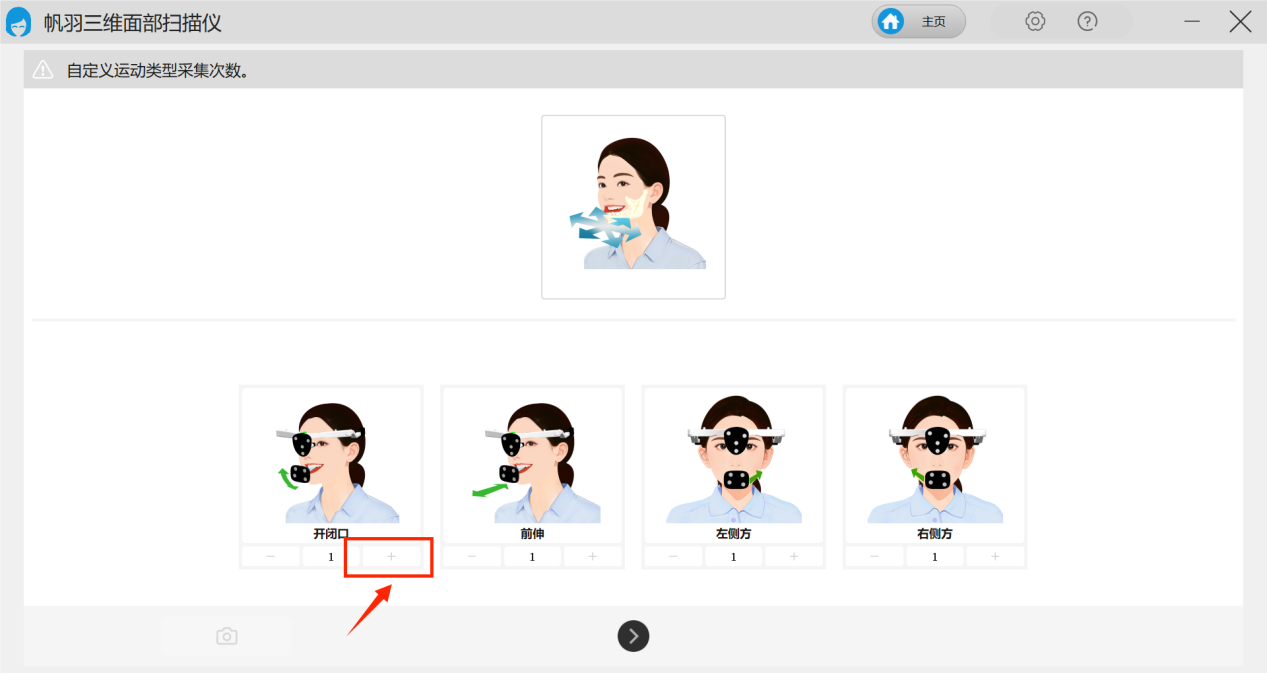 帆羽三维面部扫描仪
主页
自定义运动类型采集次数。
开闭口
前伸
左侧方
右侧方
− 1 +
− 1 +
− 1 +
− 1 +